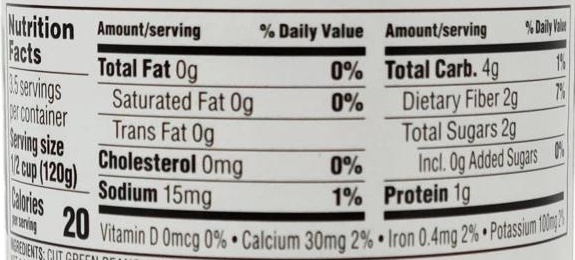 Nutrition
Facts
3.5 servings
per container
Serving size
1/2 cup (120g)
Calories
per serving
20
Amount/serving % Daily Value
Total Fat 0g 0%
Saturated Fat 0g 0%
Trans Fat 0g
Cholesterol 0mg 0%
Sodium 15mg 1%
Amount/serving % Daily Value
Total Carb. 4g 1%
Dietary Fiber 2g 7%
Total Sugars 2g
Incl. 0g Added Sugars 0%
Protein 1g
Vitamin D 0mcg 0% • Calcium 30mg 2% • Iron 0.4mg 2% • Potassium 100mg 2%
INGREDIENTS: CUT GREEN